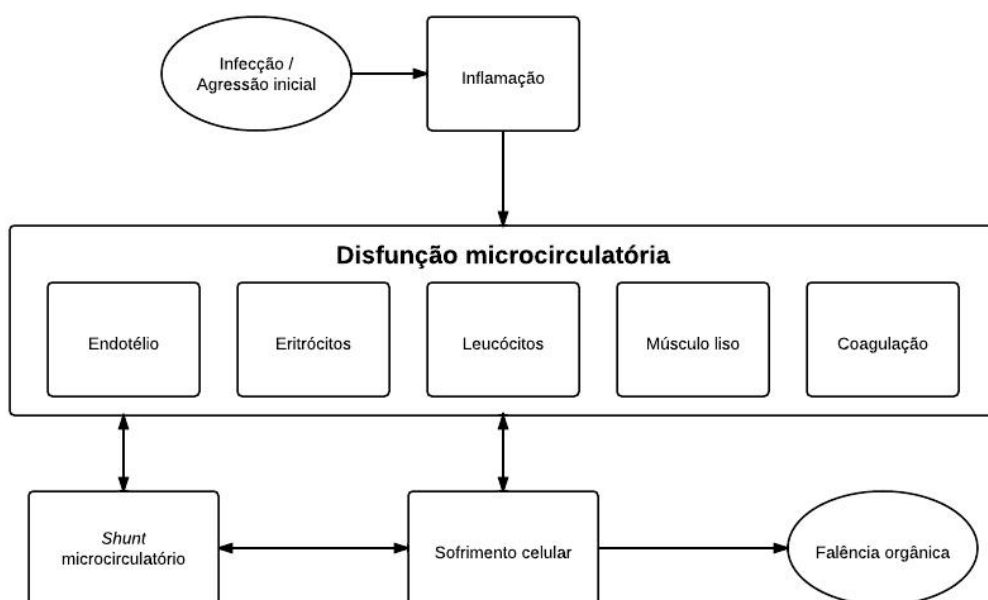 Infecção /
Agressão inicial
Inflamação
Disfunção microcirculatória
Endotélio
Eritrócitos
Leucócitos
Músculo liso
Coagulação
Shunt
microcirculatório
Sofrimento celular
Falência orgânica